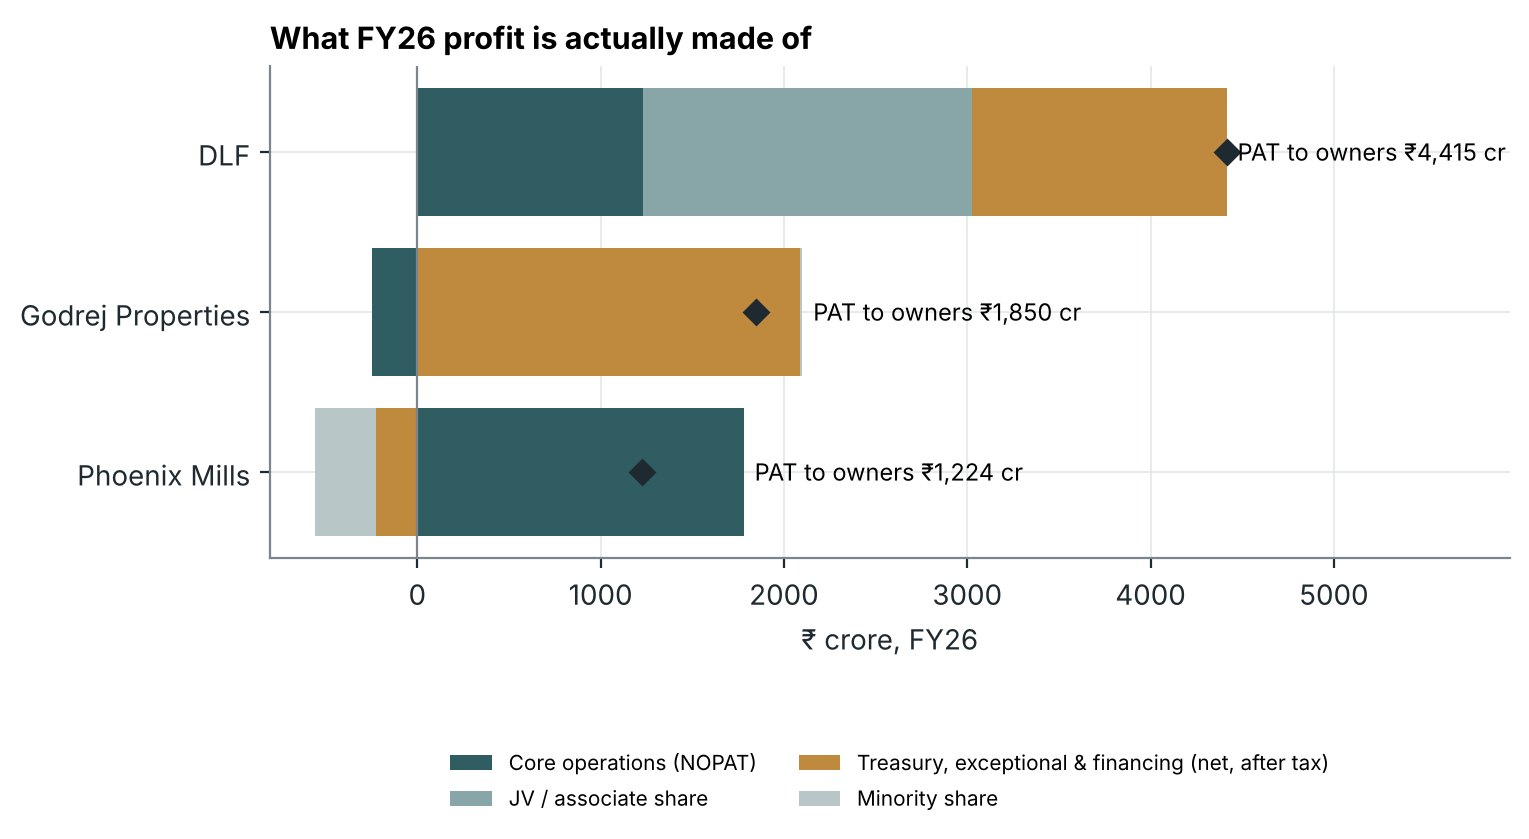 What FY26 profit is actually made of
DLF
PAT to owners ₹4,415 cr
Godrej Properties
PAT to owners ₹1,850 cr
Phoenix Mills
PAT to owners ₹1,224 cr
0 1000 2000 3000 4000 5000
₹ crore, FY26
Core operations (NOPAT) Treasury, exceptional & financing (net, after tax)
JV / associate share Minority share